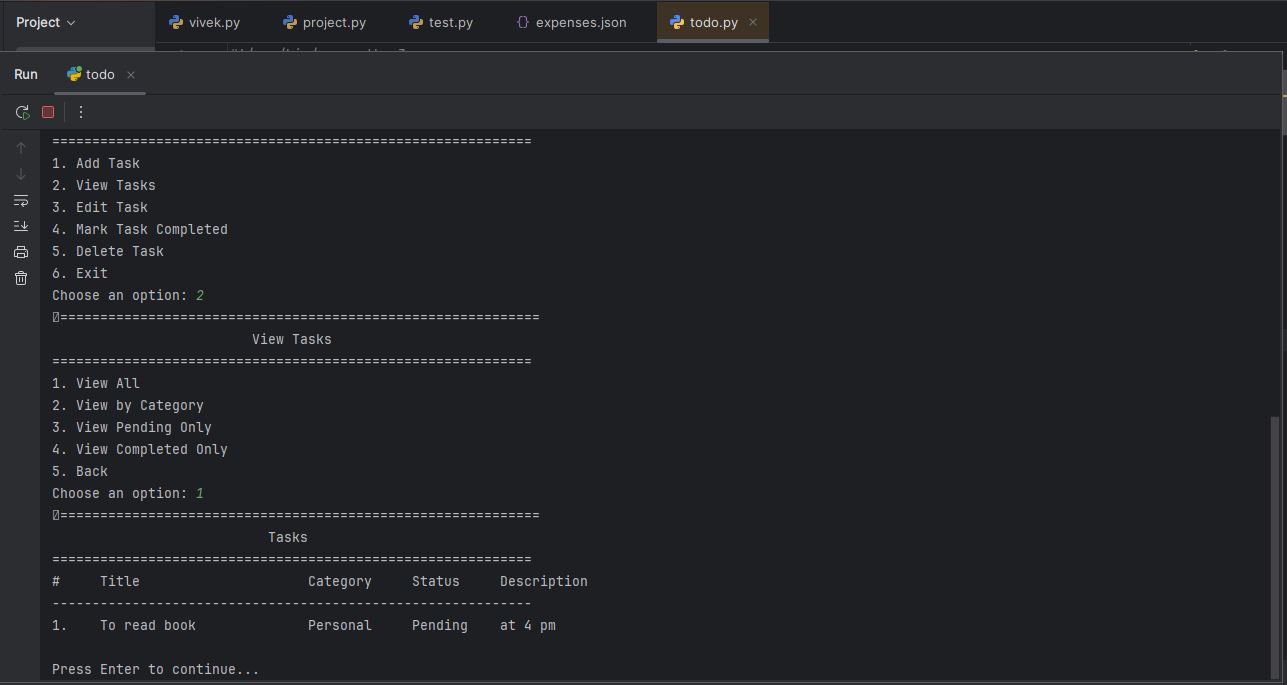 Project
vivek.py
project.py
test.py
{} expenses.json
todo.py
Run
todo
============================================================
1. Add Task
2. View Tasks
3. Edit Task
4. Mark Task Completed
5. Delete Task
6. Exit
Choose an option: 2
============================================================
View Tasks
============================================================
1. View All
2. View by Category
3. View Pending Only
4. View Completed Only
5. Back
Choose an option: 1
============================================================
Tasks
============================================================
# Title Category Status Description
------------------------------------------------------------
1. To read book Personal Pending at 4 pm
Press Enter to continue...